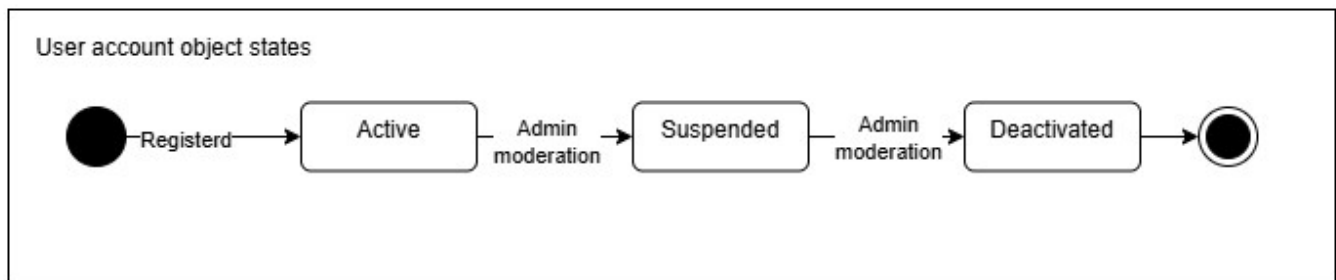 User account object states
Registerd
Active
Admin
moderation
Suspended
Admin
moderation
Deactivated